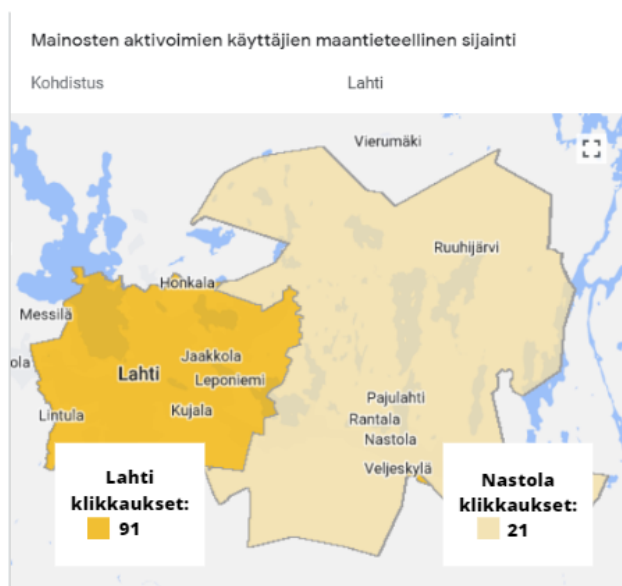 Mainosten aktivoimien käyttäjien maantieteellinen sijainti
Kohdistus Lahti
Vierumäki
Ruuhijärvi
Honkala
Messilä
ola
Jaakkola
Lahti
Leponiemi
Pajulahti
Lintula
Kujala
Rantala
Nastola
Veljeskylä
Lahti
klikkaukset:
91
Nastola
klikkaukset:
21